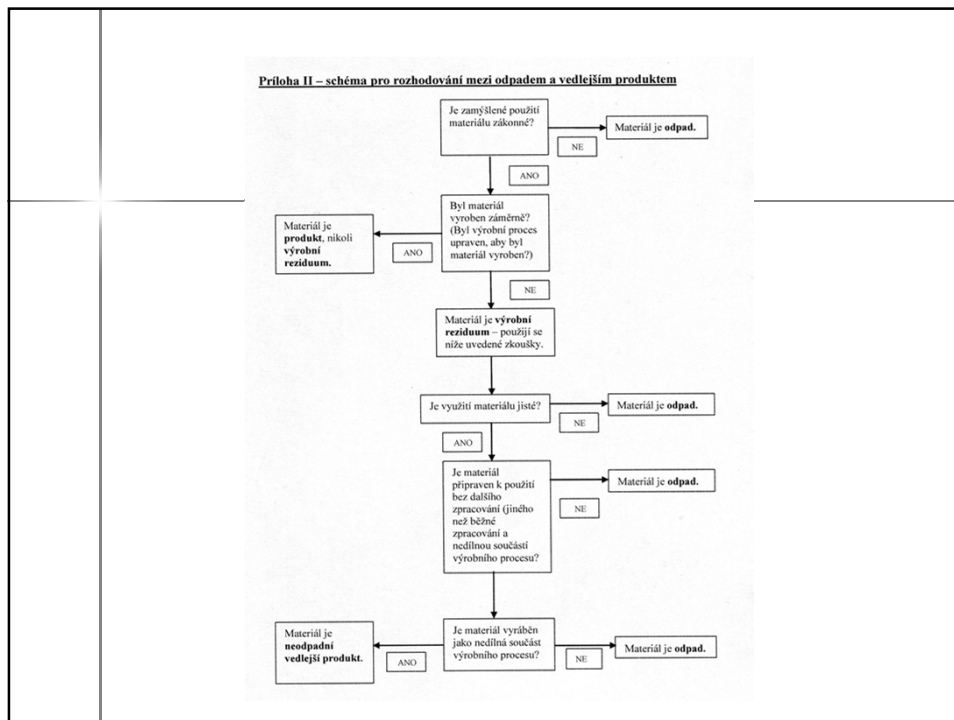 Príloha II – schéma pro rozhodování mezi odpadem a vedlejším produktem
Je zamýšlené použití
materiálu zákonné?
Materiál je odpad.
NE
ANO
Byl materiál
vyroben záměrně?
(Byl výrobní proces
upraven, aby byl
materiál vyroben?)
Materiál je
produkt, nikoli
výrobní
reziduum.
ANO
NE
Materiál je výrobní
reziduum – použijí se
níže uvedené zkoušky.
Je využití materiálu jisté?
Materiál je odpad.
NE
ANO
Je materiál
připraven k použití
bez dalšího
zpracování (jiného
než běžné
zpracování a
nedílnou součástí
výrobního procesu?
Materiál je odpad.
NE
Je materiál vyráběn
jako nedílná součást
výrobního procesu?
Materiál je
neodpadní
vedlejší produkt.
ANO
NE
Materiál je odpad.